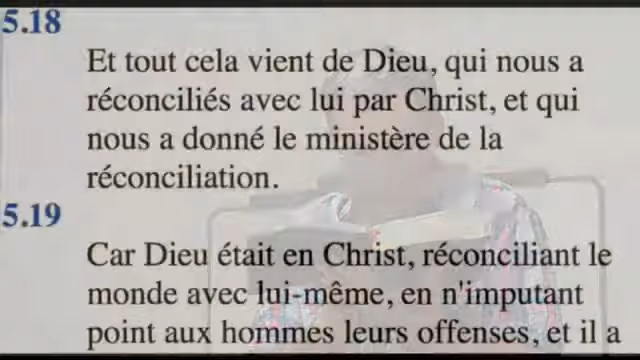 5.18
Et tout cela vient de Dieu, qui nous a
réconciliés avec lui par Christ, et qui
nous a donné le ministère de la
réconciliation.
5.19
Car Dieu était en Christ, réconciliant le
monde avec lui-même, en n'imputant
point aux hommes leurs offenses, et il a